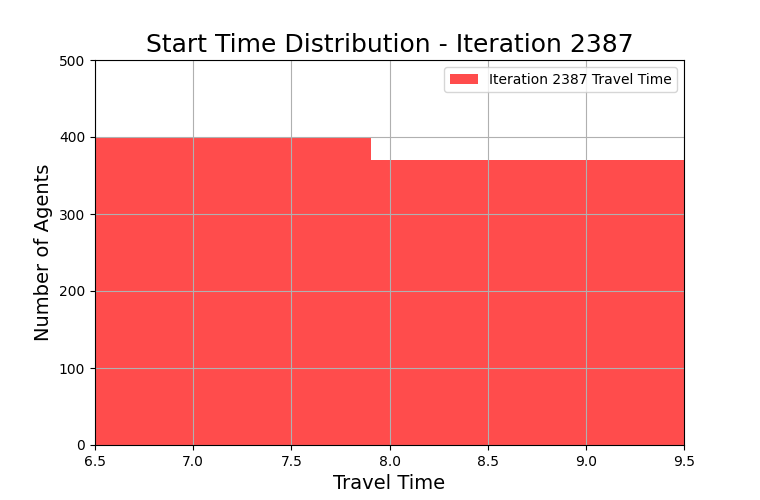 Start Time Distribution - Iteration 2387
Iteration 2387 Travel Time
Number of Agents
500
400
300
200
100
0
6.5 7.0 7.5 8.0 8.5 9.0 9.5
Travel Time